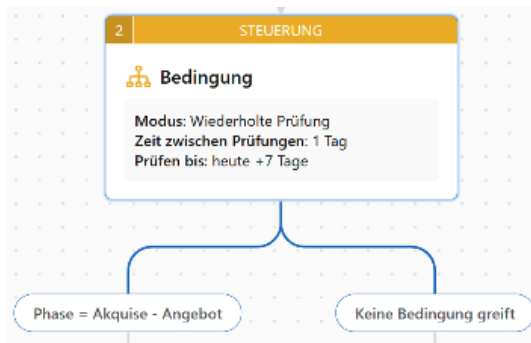 2 STEUERUNG
Bedingung
Modus: Wiederholte Prüfung
Zeit zwischen Prüfungen: 1 Tag
Prüfen bis: heute +7 Tage
Phase = Akquise - Angebot
Keine Bedingung greift